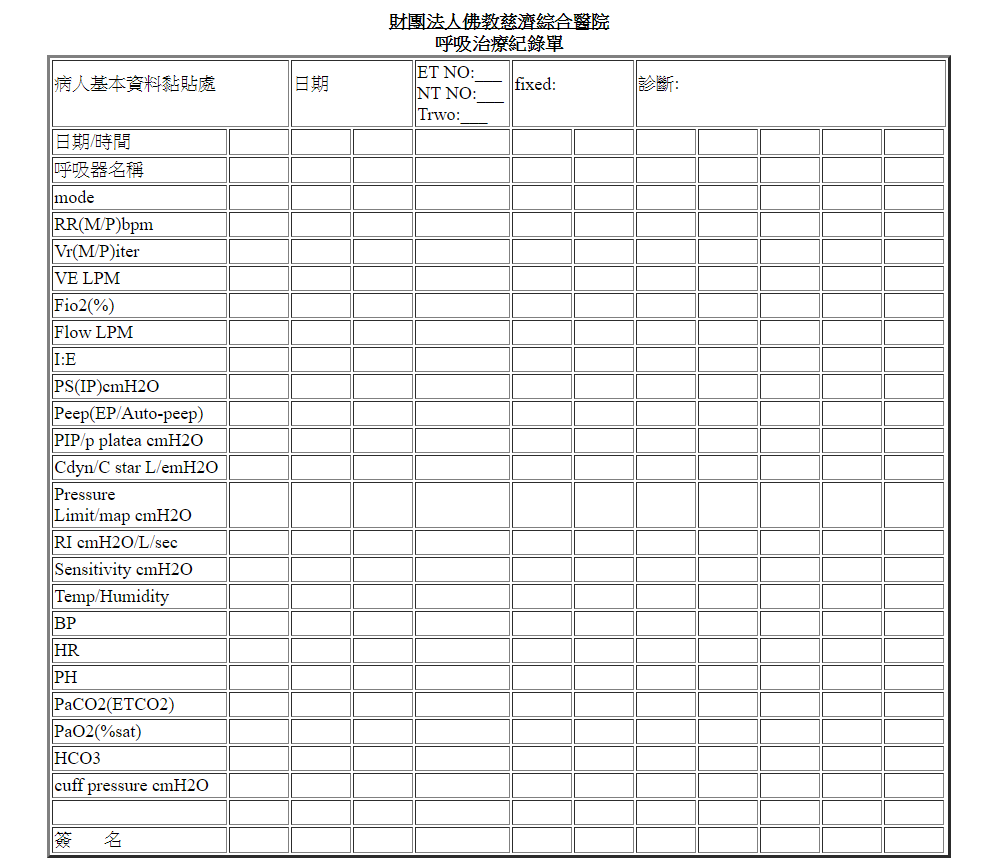 財團法人佛教慈濟綜合醫院
呼吸治療紀錄單
病人基本資料黏貼處 日期 ET NO:___ fixed: 診斷:
NT NO:___
Trwo:___
日期/時間
呼吸器名稱
mode
RR(M/P)bpm
Vr(M/P)iter
VE LPM
Fio2(%)
Flow LPM
I:E
PS(IP)cmH2O
Peep(EP/Auto-peep)
PIP/p platea cmH2O
Cdyn/C star L/emH2O
Pressure
Limit/map cmH2O
RI cmH2O/L/sec
Sensitivity cmH2O
Temp/Humidity
BP
HR
PH
PaCO2(ETCO2)
PaO2(%sat)
HCO3
cuff pressure cmH2O
簽 名